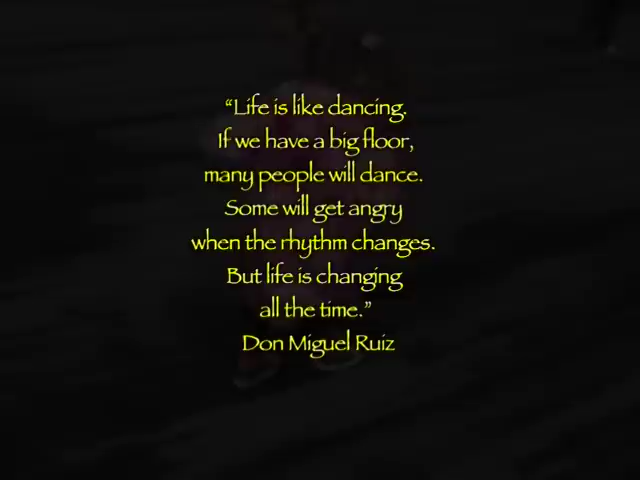 “Life is like dancing.
If we have a big floor,
many people will dance.
Some will get angry
when the rhythm changes.
But life is changing
all the time.”
Don Miguel Ruiz